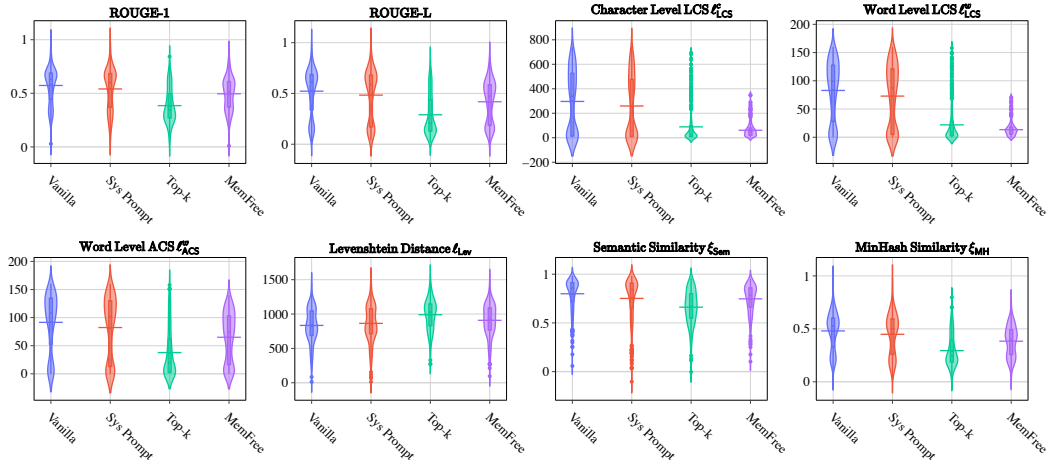 ROUGE-1
1
0.5
0
Vanilla
Sys Prompt
Top-k
MemFree
ROUGE-L
1
0.5
0
Vanilla
Sys Prompt
Top-k
MemFree
Character Level LCS ℓᶜLCS
800
600
400
200
0
−200
Vanilla
Sys Prompt
Top-k
MemFree
Word Level LCS ℓʷLCS
200
150
100
50
0
Vanilla
Sys Prompt
Top-k
MemFree
Word Level ACS ℓʷACS
200
150
100
50
0
Vanilla
Sys Prompt
Top-k
MemFree
Levenshtein Distance ℓLev
1500
1000
500
0
Vanilla
Sys Prompt
Top-k
MemFree
Semantic Similarity ξSem
1
0.5
0
Vanilla
Sys Prompt
Top-k
MemFree
MinHash Similarity ξMH
1
0.5
0
Vanilla
Sys Prompt
Top-k
MemFree